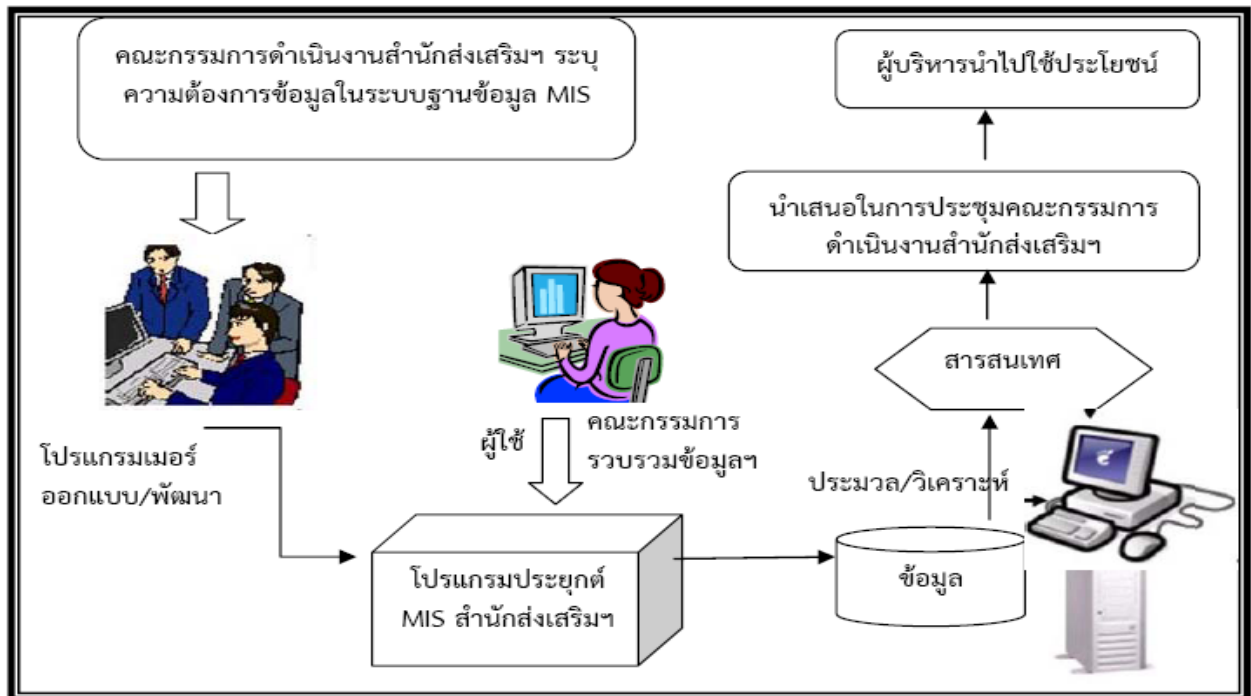 คณะกรรมการดำเนินงานสำนักส่งเสริมฯ ระบุ
ความต้องการข้อมูลในระบบฐานข้อมูล MIS
ผู้บริหารนำไปใช้ประโยชน์
นำเสนอในการประชุมคณะกรรมการ
ดำเนินงานสำนักส่งเสริมฯ
สารสนเทศ
โปรแกรมเมอร์
ออกแบบ/พัฒนา
ผู้ใช้
คณะกรรมการ
รวบรวมข้อมูลฯ
ประมวล/วิเคราะห์
โปรแกรมประยุกต์
MIS สำนักส่งเสริมฯ
ข้อมูล